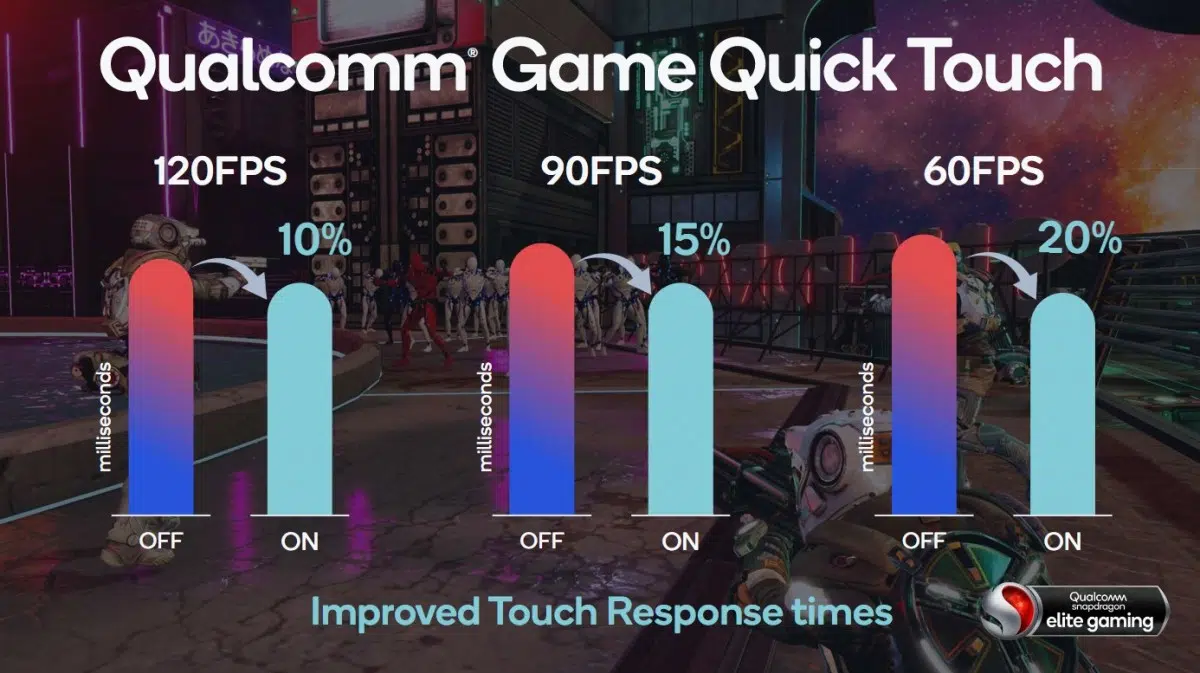 Qualcomm® Game Quick Touch
120FPS
10%
milliseconds
OFF
ON
90FPS
15%
milliseconds
OFF
ON
60FPS
20%
milliseconds
OFF
ON
Improved Touch Response times
Qualcomm
snapdragon
elite gaming